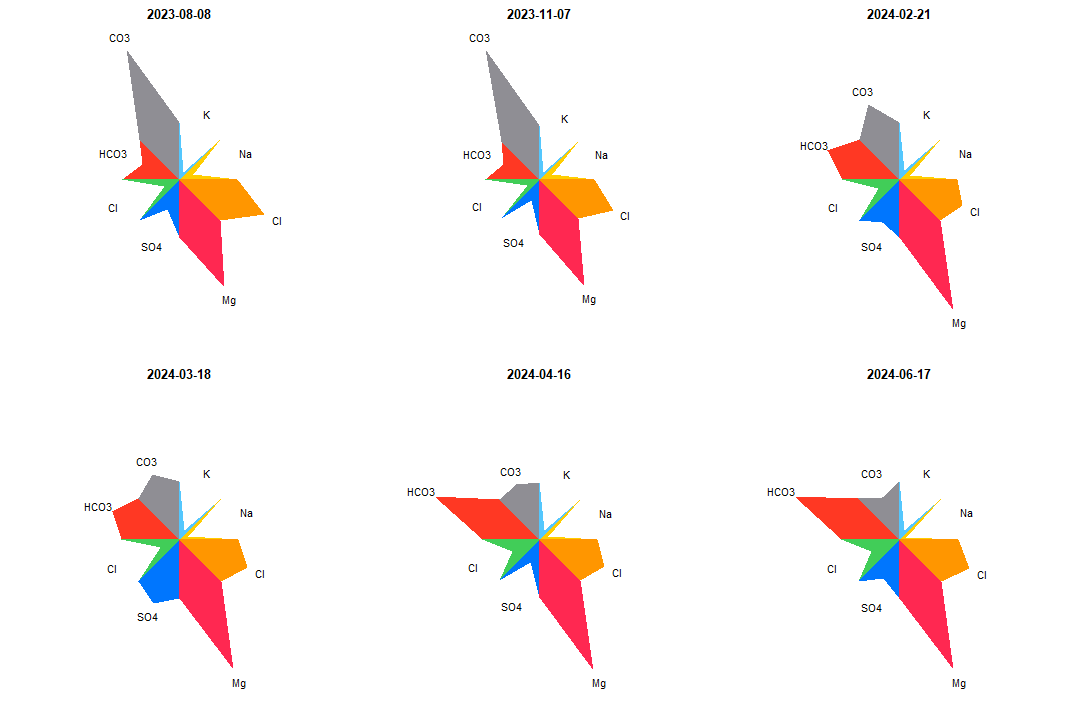 2023-08-08
2023-11-07
2024-02-21
CO3
K
Na
HCO3
Cl
Cl
SO4
Mg
CO3
K
Na
HCO3
Cl
Cl
SO4
Mg
CO3
K
HCO3
Na
Cl
Cl
SO4
Mg
2024-03-18
2024-04-16
2024-06-17
CO3
K
HCO3
Na
Cl
Cl
SO4
Mg
CO3
K
HCO3
Na
Cl
Cl
SO4
Mg
CO3
K
HCO3
Na
Cl
Cl
SO4
Mg